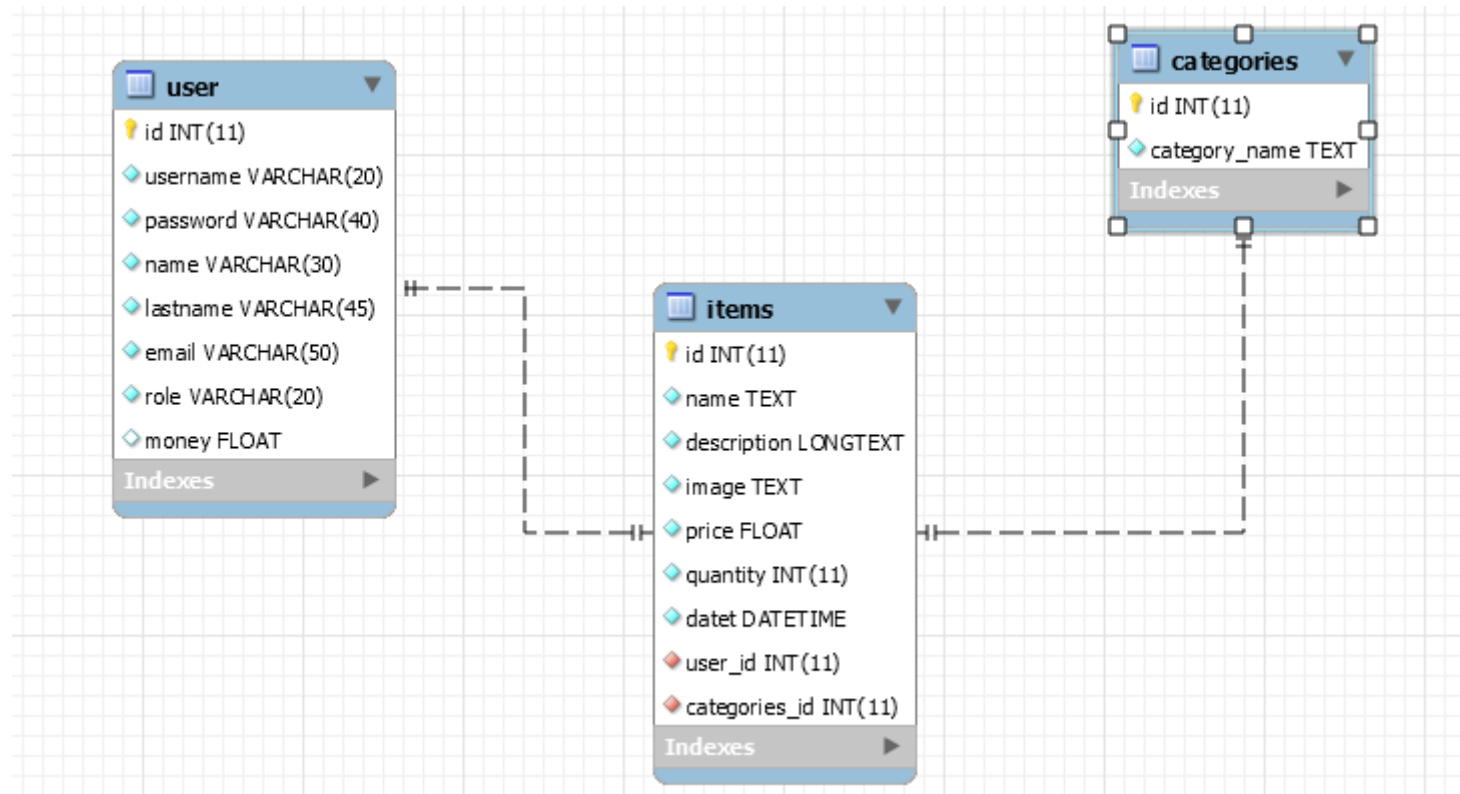 user
id INT(11)
username VARCHAR(20)
password VARCHAR(40)
name VARCHAR(30)
lastname VARCHAR(45)
email VARCHAR(50)
role VARCHAR(20)
money FLOAT
Indexes
categories
id INT(11)
category_name TEXT
Indexes
items
id INT(11)
name TEXT
description LONGTEXT
image TEXT
price FLOAT
quantity INT(11)
datet DATETIME
user_id INT(11)
categories_id INT(11)
Indexes